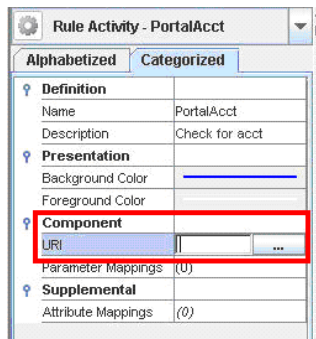 Rule Activity - PortalAcct
Alphabetized Categorized
Definition
Name PortalAcct
Description Check for acct
Presentation
Background Color
Foreground Color
Component
URI ...
Parameter Mappings (0)
Supplemental
Attribute Mappings (0)